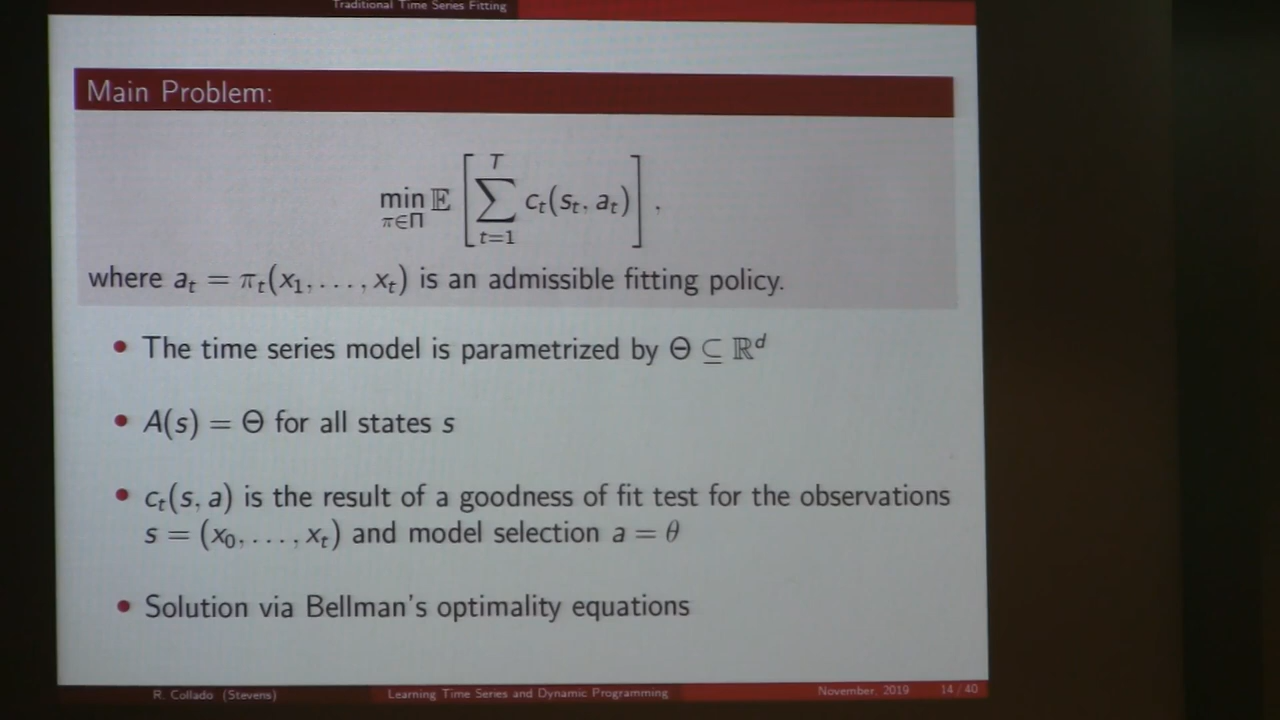 Traditional Time Series Fitting
Main Problem:
min π∈Π 𝔼 [ ∑ t=1 T c_t(s_t, a_t) ] .
where a_t = π_t(x_1, . . . , x_t) is an admissible fitting policy.
• The time series model is parametrized by Θ ⊆ ℝ^d
• A(s) = Θ for all states s
• c_t(s, a) is the result of a goodness of fit test for the observations
s = (x_0, . . . , x_t) and model selection a = θ
• Solution via Bellman's optimality equations
R. Collado (Stevens) Learning Time Series and Dynamic Programming November, 2019 14 / 40